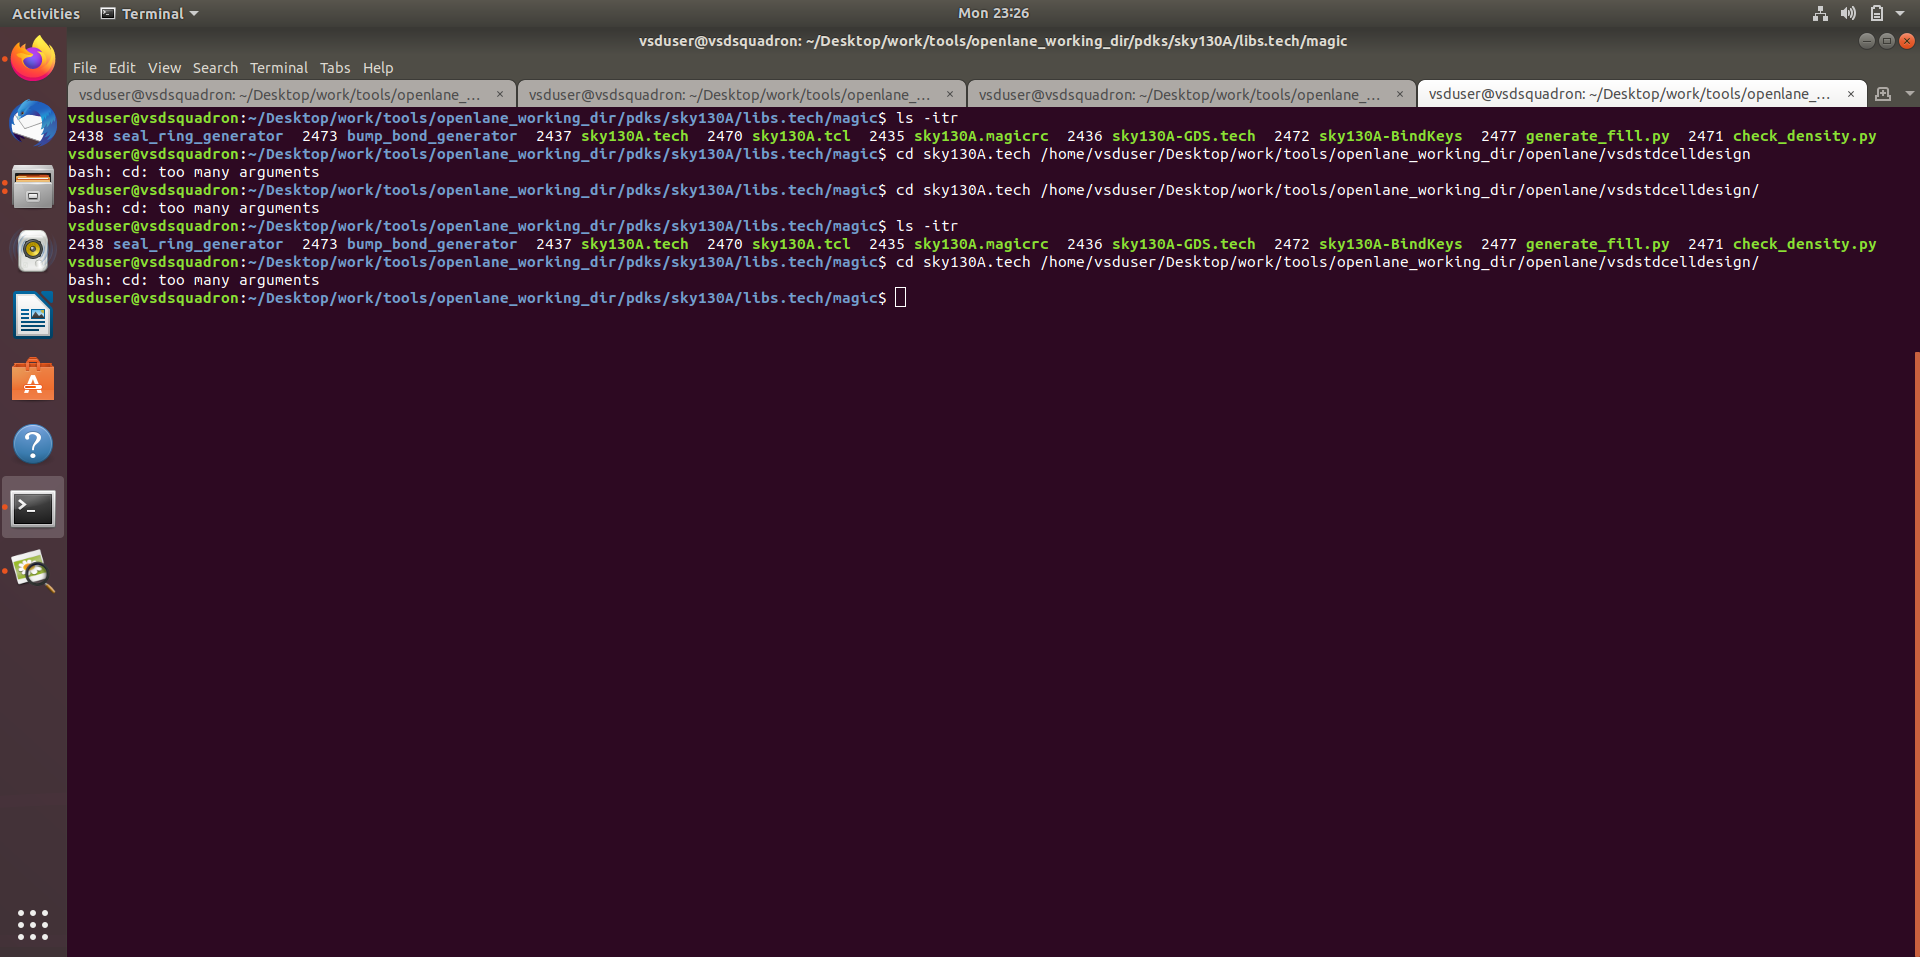 Activities Terminal Mon 23:26
vsduser@vsdsquadron: ~/Desktop/work/tools/openlane_working_dir/pdks/sky130A/libs.tech/magic
File Edit View Search Terminal Tabs Help
vsduser@vsdsquadron: ~/Desktop/work/tools/openlane_... × vsduser@vsdsquadron: ~/Desktop/work/tools/openlane_... × vsduser@vsdsquadron: ~/Desktop/work/tools/openlane_... × vsduser@vsdsquadron: ~/Desktop/work/tools/openlane_... ×
vsduser@vsdsquadron:~/Desktop/work/tools/openlane_working_dir/pdks/sky130A/libs.tech/magic$ ls -itr
2438 seal_ring_generator 2473 bump_bond_generator 2437 sky130A.tech 2470 sky130A.tcl 2435 sky130A.magicrc 2436 sky130A-GDS.tech 2472 sky130A-BindKeys 2477 generate_fill.py 2471 check_density.py
vsduser@vsdsquadron:~/Desktop/work/tools/openlane_working_dir/pdks/sky130A/libs.tech/magic$ cd sky130A.tech /home/vsduser/Desktop/work/tools/openlane_working_dir/openlane/vsdstdcelldesign
bash: cd: too many arguments
vsduser@vsdsquadron:~/Desktop/work/tools/openlane_working_dir/pdks/sky130A/libs.tech/magic$ cd sky130A.tech /home/vsduser/Desktop/work/tools/openlane_working_dir/openlane/vsdstdcelldesign/
bash: cd: too many arguments
vsduser@vsdsquadron:~/Desktop/work/tools/openlane_working_dir/pdks/sky130A/libs.tech/magic$ ls -itr
2438 seal_ring_generator 2473 bump_bond_generator 2437 sky130A.tech 2470 sky130A.tcl 2435 sky130A.magicrc 2436 sky130A-GDS.tech 2472 sky130A-BindKeys 2477 generate_fill.py 2471 check_density.py
vsduser@vsdsquadron:~/Desktop/work/tools/openlane_working_dir/pdks/sky130A/libs.tech/magic$ cd sky130A.tech /home/vsduser/Desktop/work/tools/openlane_working_dir/openlane/vsdstdcelldesign/
bash: cd: too many arguments
vsduser@vsdsquadron:~/Desktop/work/tools/openlane_working_dir/pdks/sky130A/libs.tech/magic$